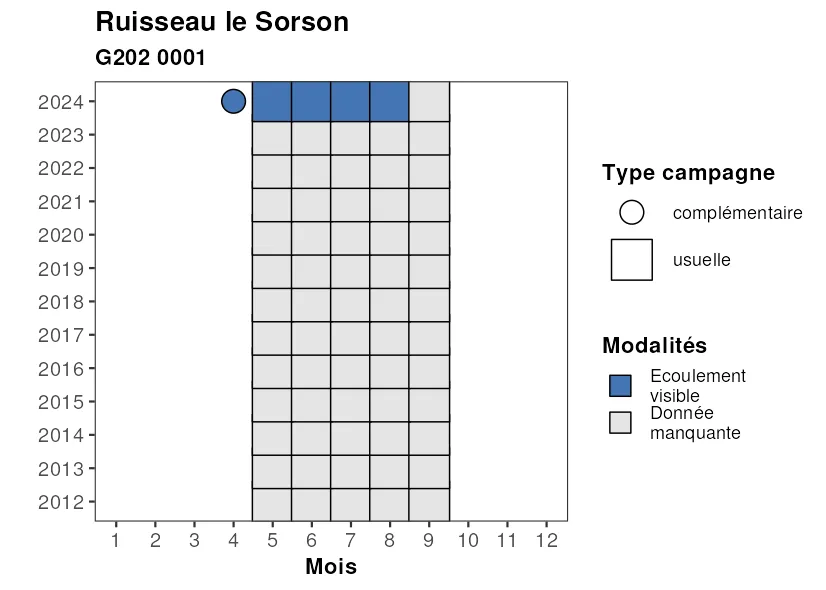 Ruisseau le Sorson
G202 0001
2024
2023
2022
2021
2020
2019
2018
2017
2016
2015
2014
2013
2012
1 2 3 4 5 6 7 8 9 10 11 12
Mois
Type campagne
complémentaire
usuelle
Modalités
Ecoulement
visible
Donnée
manquante